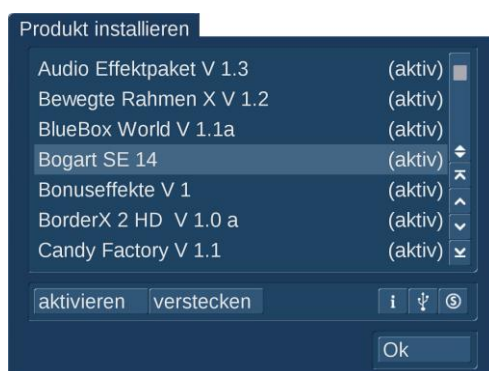 Produkt installieren
Audio Effektpaket V 1.3 (aktiv)
Bewegte Rahmen X V 1.2 (aktiv)
BlueBox World V 1.1a (aktiv)
Bogart SE 14 (aktiv)
Bonuseffekte V 1 (aktiv)
BorderX 2 HD V 1.0 a (aktiv)
Candy Factory V 1.1 (aktiv)
aktivieren verstecken i S
Ok